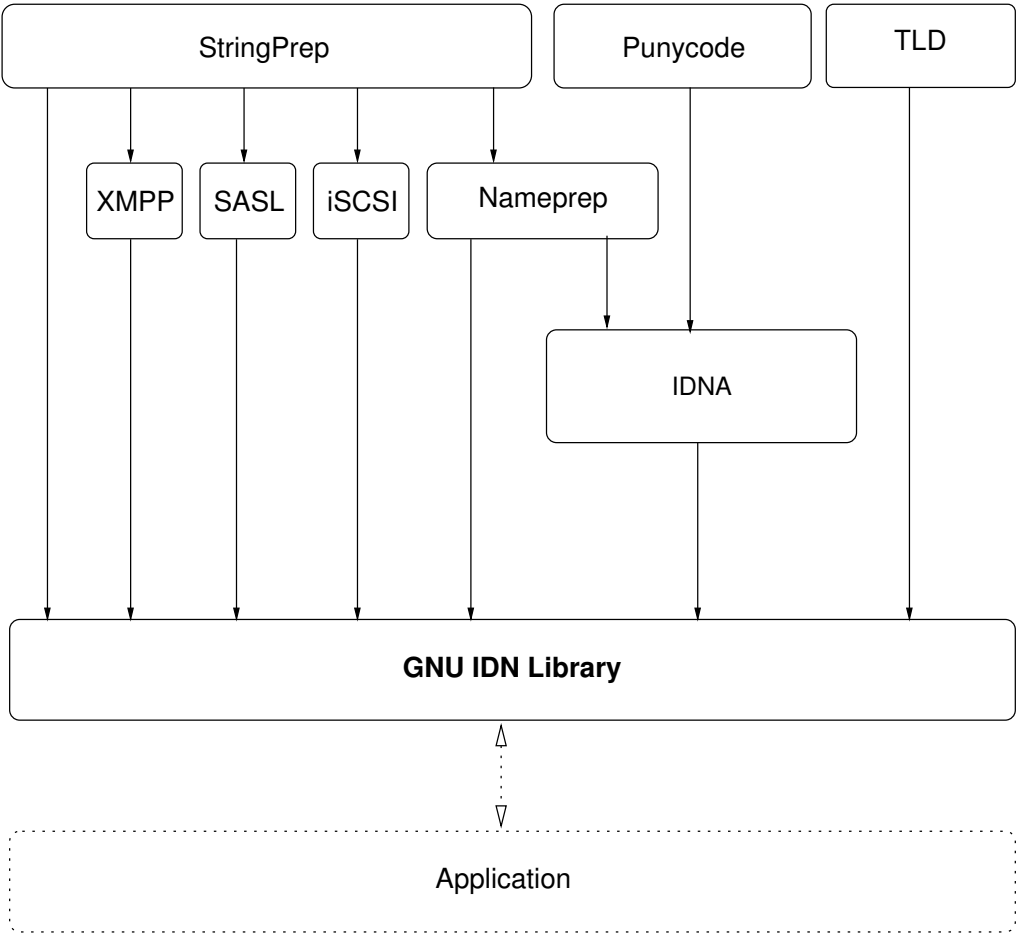 StringPrep
Punycode
TLD
XMPP
SASL
iSCSI
Nameprep
IDNA
GNU IDN Library
Application